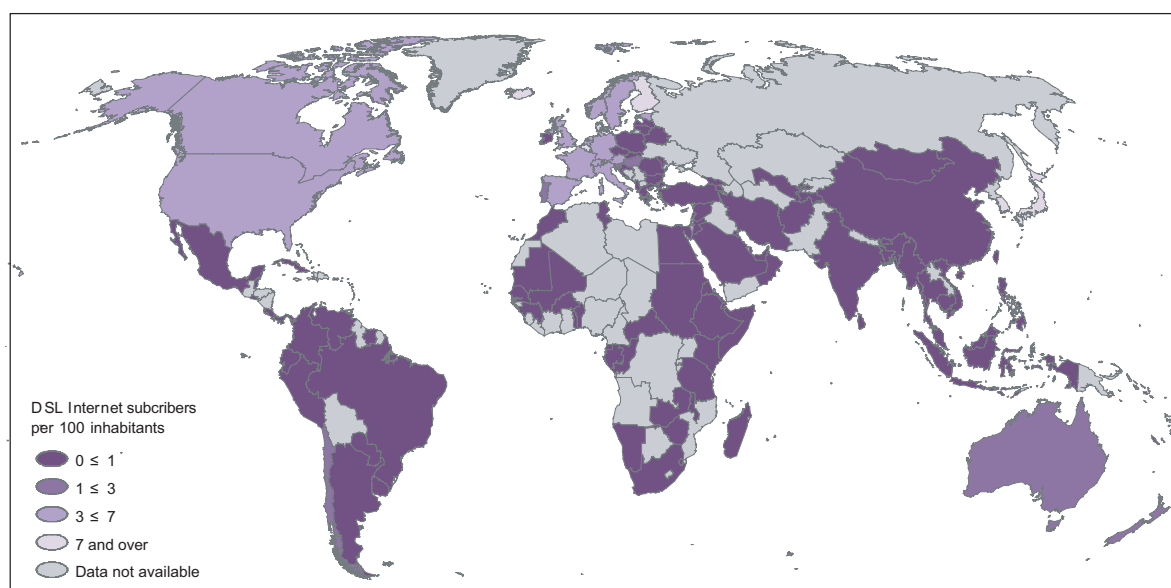 DSL Internet subcribers
per 100 inhabitants
0 ≤ 1
1 ≤ 3
3 ≤ 7
7 and over
Data not available